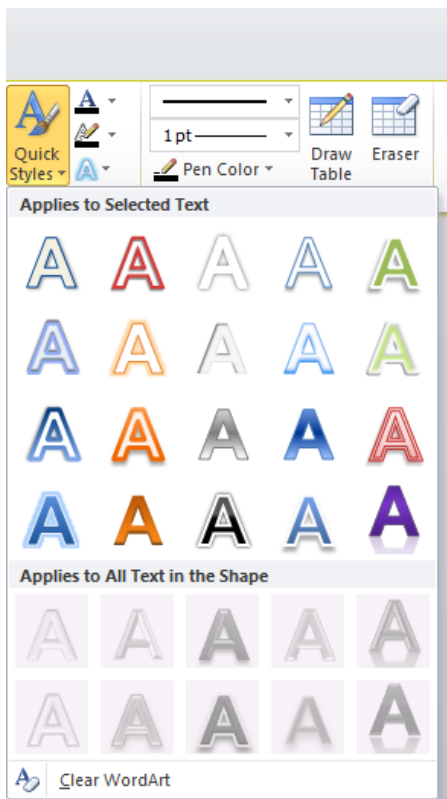 1 pt
Quick
Styles
Pen Color
Draw
Table
Eraser
Applies to Selected Text
A A A A A
A A A A A
A A A A A
A A A A A
Applies to All Text in the Shape
A A A A A
A A A A A
Clear WordArt